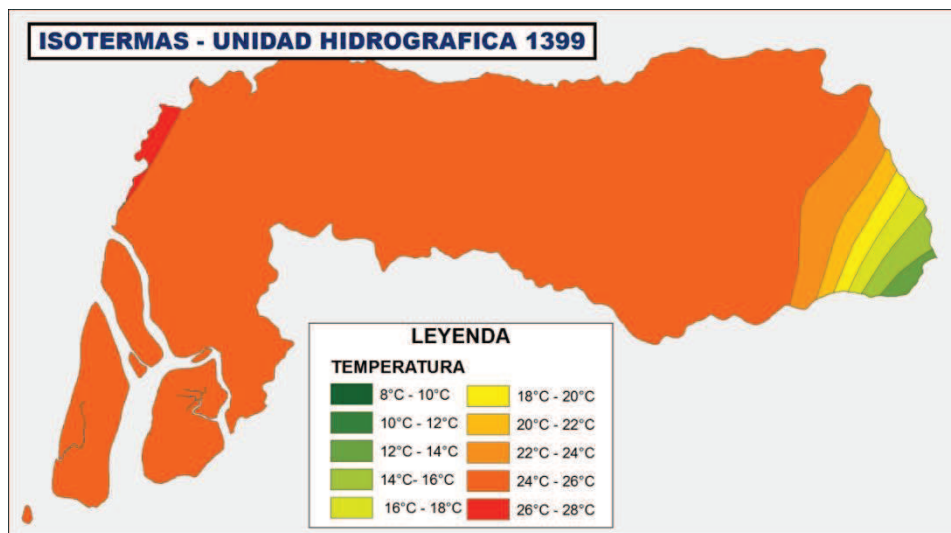 ISOTERMAS - UNIDAD HIDROGRAFICA 1399
LEYENDA
TEMPERATURA
8°C - 10°C
10°C - 12°C
12°C - 14°C
14°C- 16°C
16°C - 18°C
18°C - 20°C
20°C - 22°C
22°C - 24°C
24°C - 26°C
26°C - 28°C